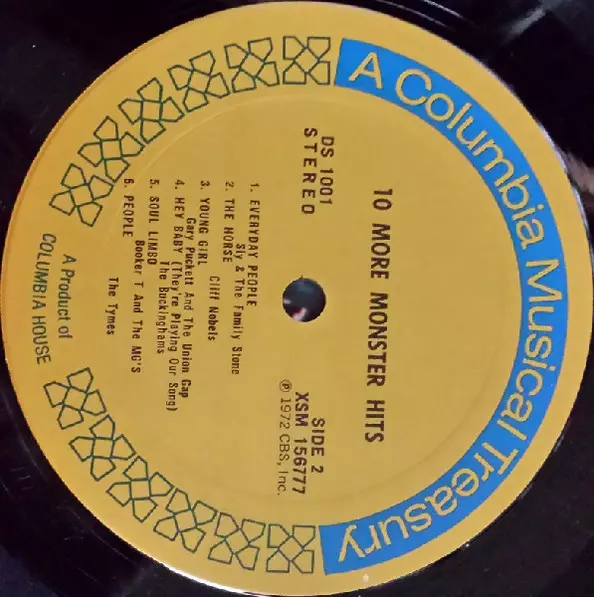 A Columbia Musical Treasury
10 MORE MONSTER HITS
DS 1001
STEREO
SIDE 2
XSM 156777
Ⓟ 1972 CBS, Inc.
1. EVERYDAY PEOPLE
Sly & The Family Stone
2. THE HORSE
Cliff Nobels
3. YOUNG GIRL
Gary Puckett And The Union Gap
4. HEY BABY (They're Playing Our Song)
The Buckinghams
5. SOUL LIMBO
Booker T And The MG'S
6. PEOPLE
The Tymes
A Product of
COLUMBIA HOUSE